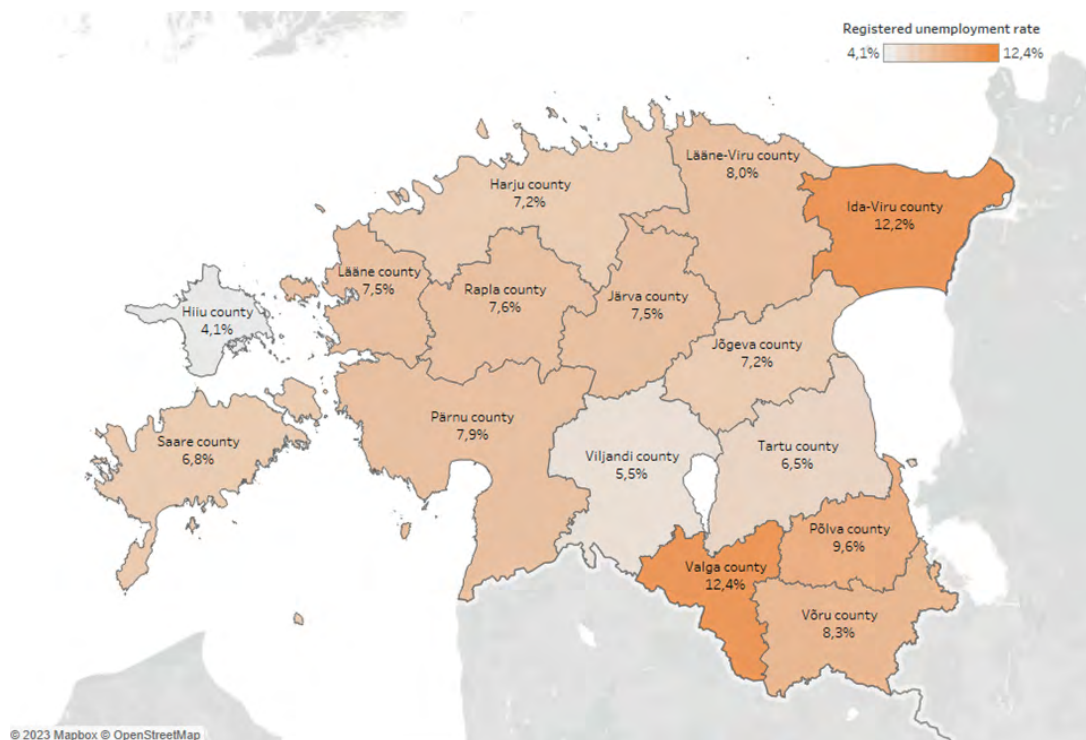 Registered unemployment rate
4,1% 12,4%
Lääne-Viru county
8,0%
Harju county
7,2%
Ida-Viru county
12,2%
Lääne county
7,5%
Rapla county
7,6%
Järva county
7,5%
Hiiu county
4,1%
Jõgeva county
7,2%
Pärnu county
7,9%
Saare county
6,8%
Viljandi county
5,5%
Tartu county
6,5%
Põlva county
9,6%
Valga county
12,4%
Võru county
8,3%
© 2023 Mapbox © OpenStreetMap